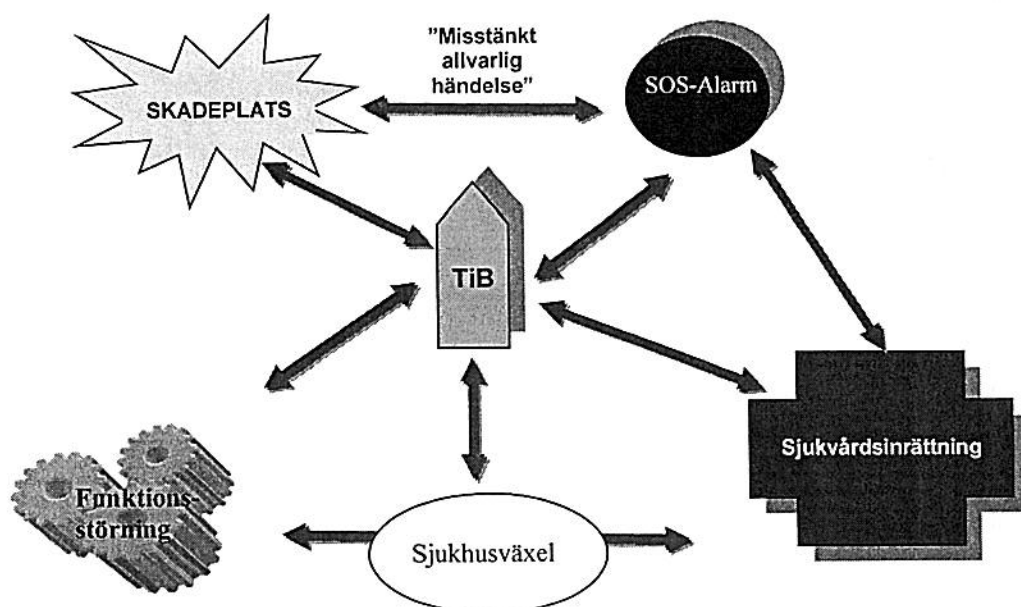 "Misstänkt
allvarlig
händelse"
SKADEPLATS
SOS-Alarm
TiB
Sjukvårdsinrättning
Funktions-
störning
Sjukhusväxel